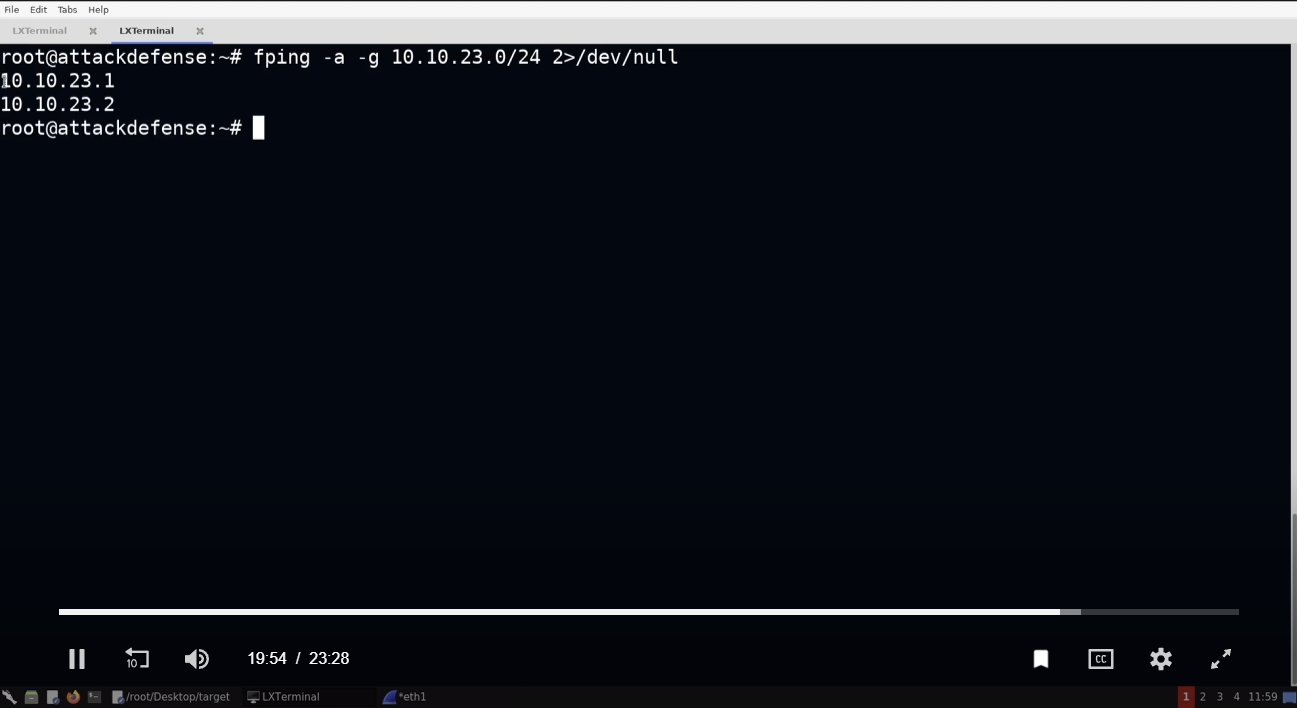 File Edit Tabs Help
LXTerminal LXTerminal
root@attackdefense:~# fping -a -g 10.10.23.0/24 2>/dev/null
10.10.23.1
10.10.23.2
root@attackdefense:~#
10
19:54 / 23:28
CC
/root/Desktop/target LXTerminal *eth1 1 2 3 4 11:59